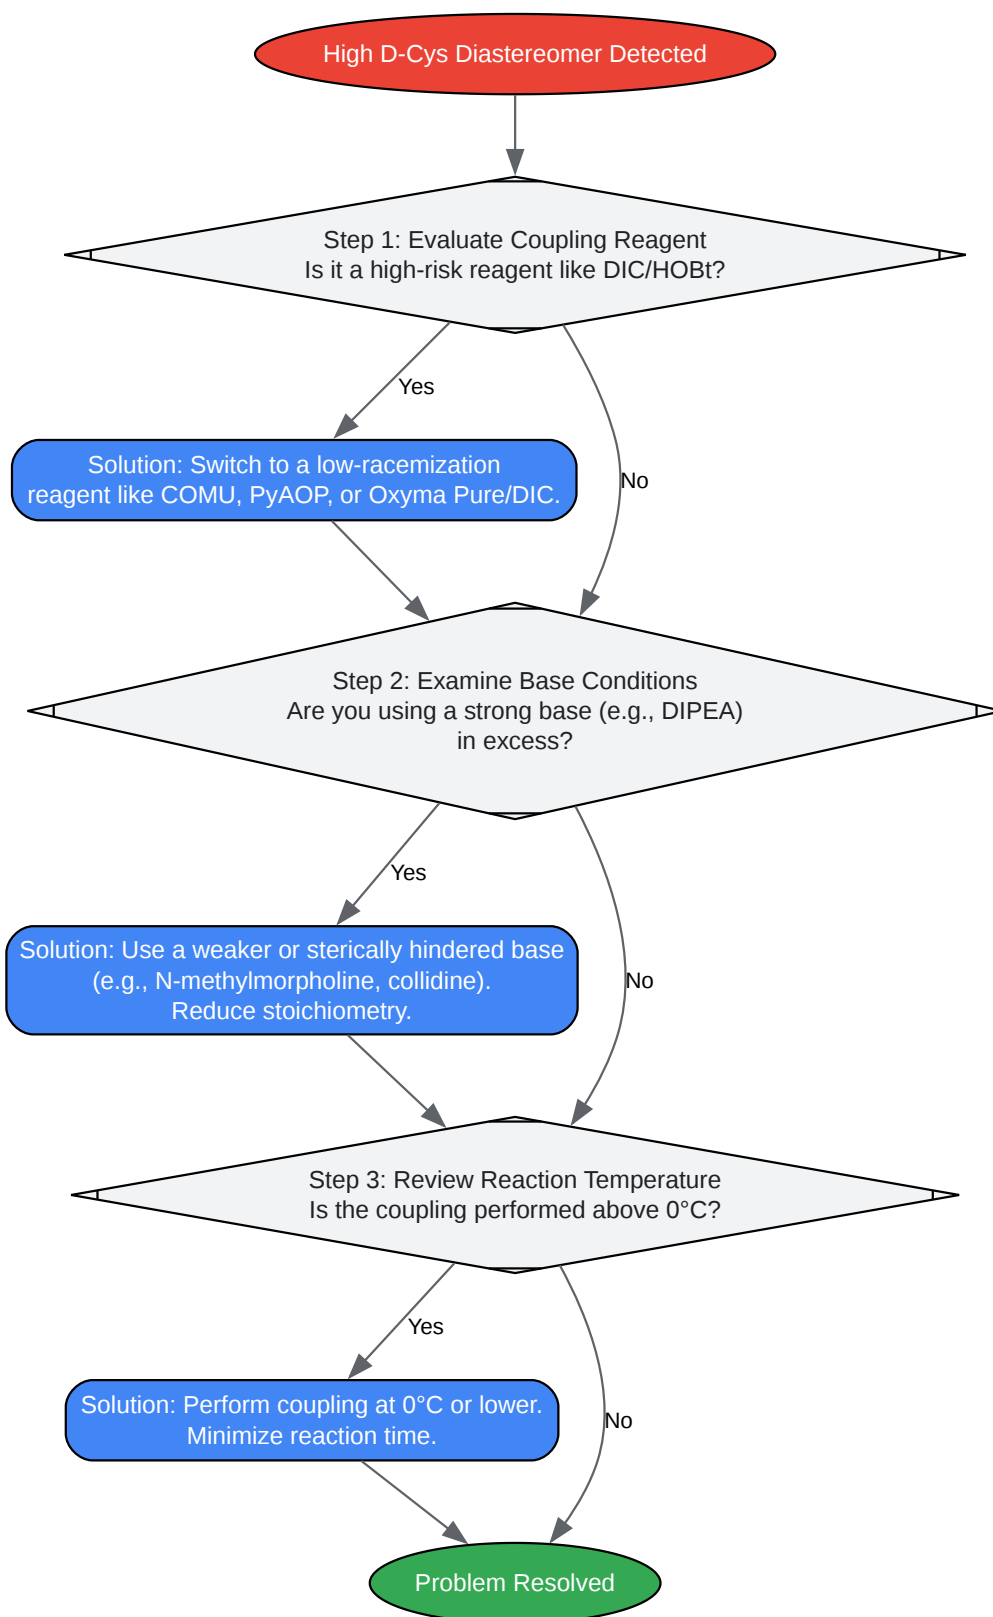 High D-Cys Diastereomer Detected
Step 1: Evaluate Coupling Reagent
Is it a high-risk reagent like DIC/HOBt?
Yes
Solution: Switch to a low-racemization
reagent like COMU, PyAOP, or Oxyma Pure/DIC.
No
Step 2: Examine Base Conditions
Are you using a strong base (e.g., DIPEA)
in excess?
Yes
Solution: Use a weaker or sterically hindered base
(e.g., N-methylmorpholine, collidine).
Reduce stoichiometry.
No
Step 3: Review Reaction Temperature
Is the coupling performed above 0°C?
Yes
Solution: Perform coupling at 0°C or lower.
Minimize reaction time.
No
Problem Resolved